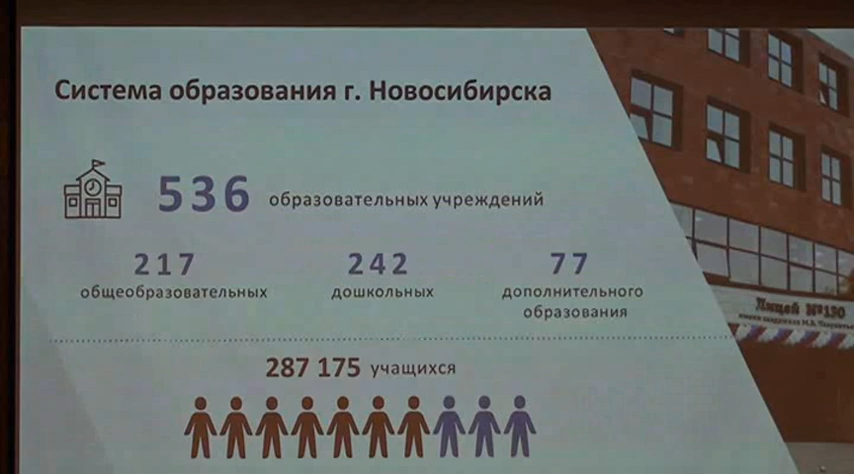 Система образования г. Новосибирска
536 образовательных учреждений
217
общеобразовательных
242
дошкольных
77
дополнительного
образования
Лицей №130
287 175 учащихся